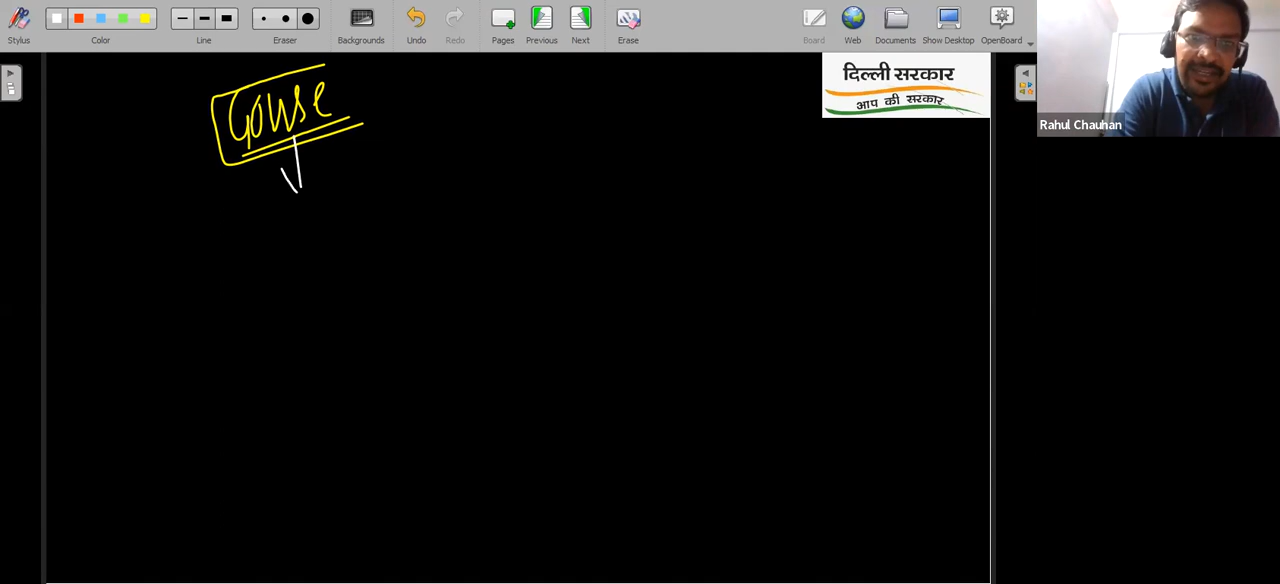 Stylus Color Line Eraser Backgrounds Undo Redo Pages Previous Next Erase Board Web Documents Show Desktop OpenBoard
दिल्ली सरकार
आप की सरकार
Rahul Chauhan